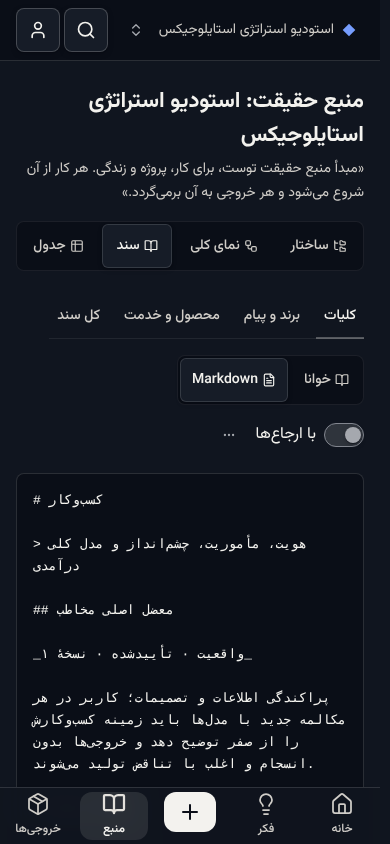 استودیو استراتژی استایلوجیکس
منبع حقیقت: استودیو استراتژی
استایلوجیکس
«مبدأ منبع حقیقت توست، برای کار، پروژه و زندگی. هر کار از آن
شروع می‌شود و هر خروجی به آن برمی‌گردد.»
ساختار
نمای کلی
سند
جدول
کلیات
برند و پیام
محصول و خدمت
کل سند
خوانا
Markdown
با ارجاع‌ها
...
# کسب‌وکار
> هویت، مأموریت، چشم‌انداز و مدل کلی
درآمدی
## معضل اصلی مخاطب
_واقعیت · تأییدشده · نسخهٔ ۱_
پراکندگی اطلاعات و تصمیمات؛ کاربر در هر
مکالمه جدید با مدل‌ها باید زمینه کسب‌وکارش
را از صفر توضیح دهد و خروجی‌ها بدون
انسجام و اغلب با تناقض تولید می‌شوند.
خانه
فکر
منبع
خروجی‌ها